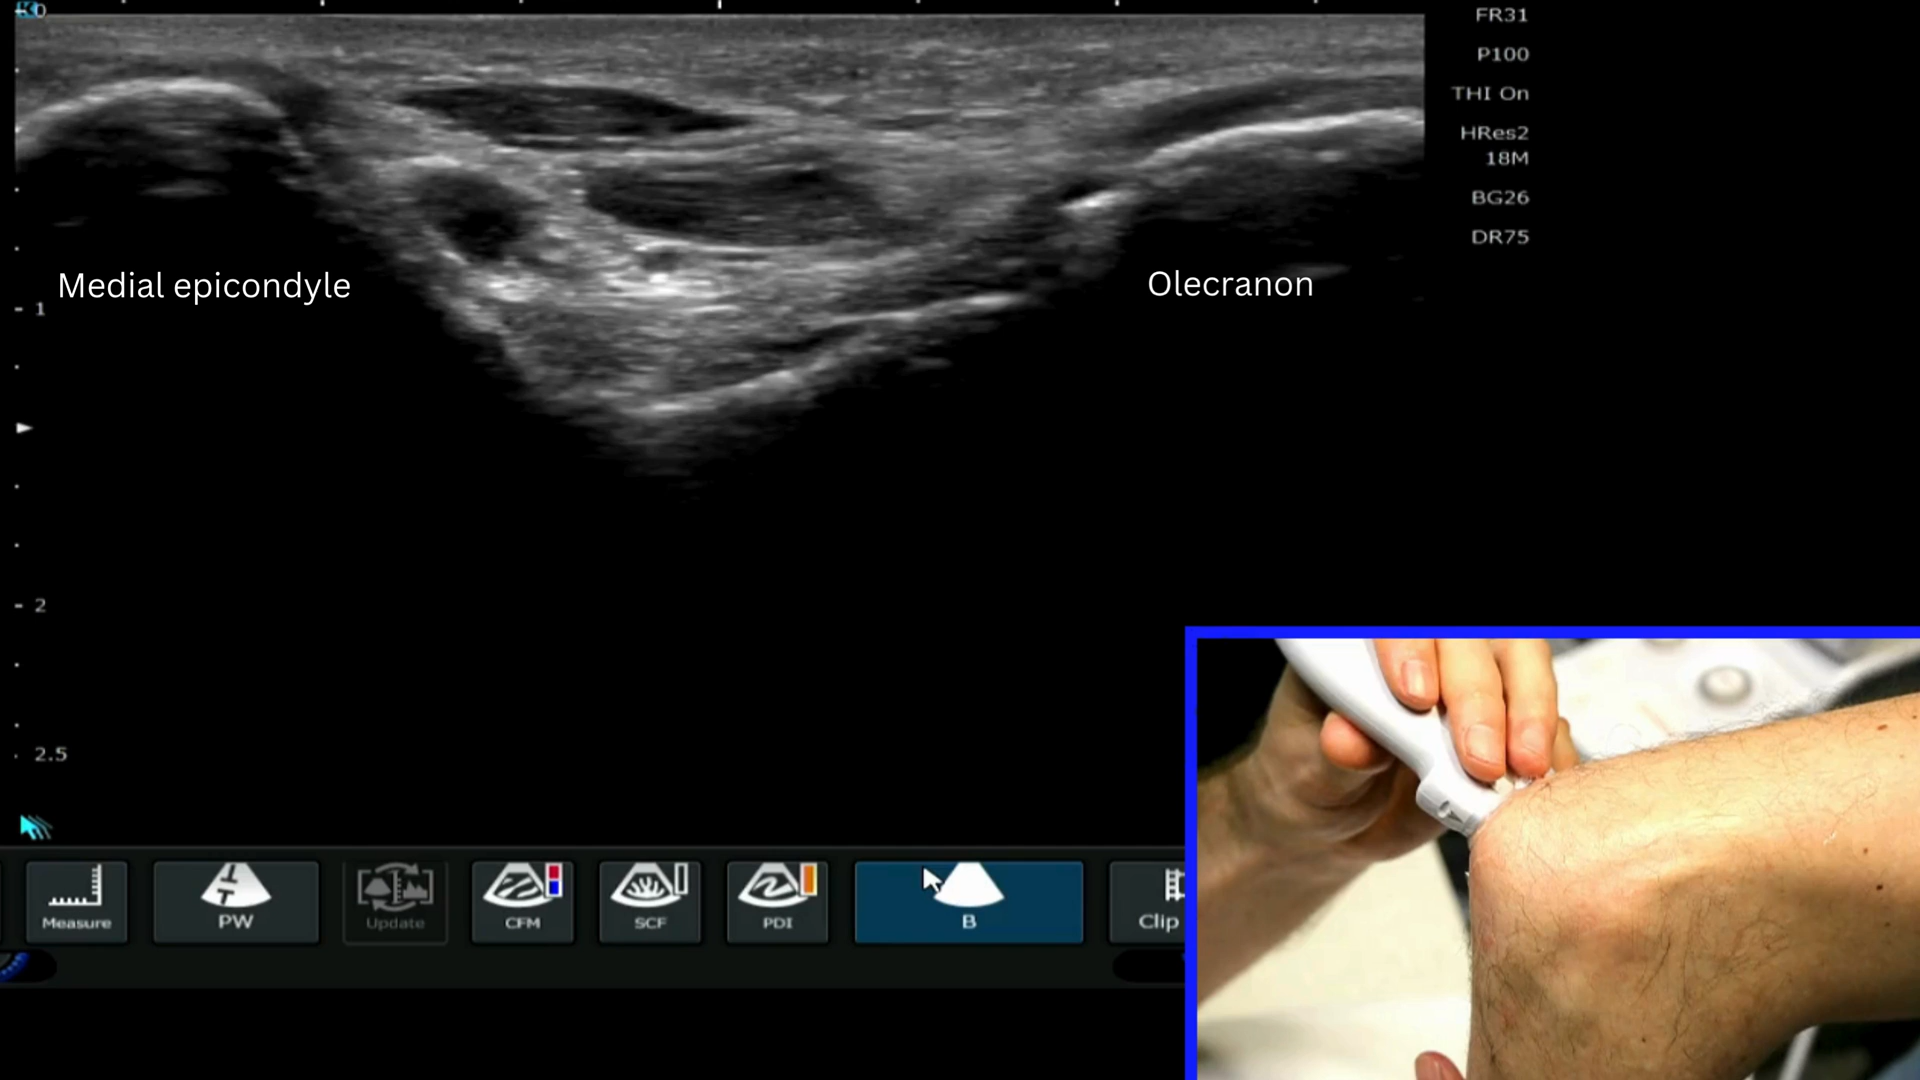 0
FR31
P100
THI On
HRes2
18M
BG26
DR75
Medial epicondyle
Olecranon
1
2
2.5
Measure
PW
Update
CFM
SCF
PDI
B
Clip